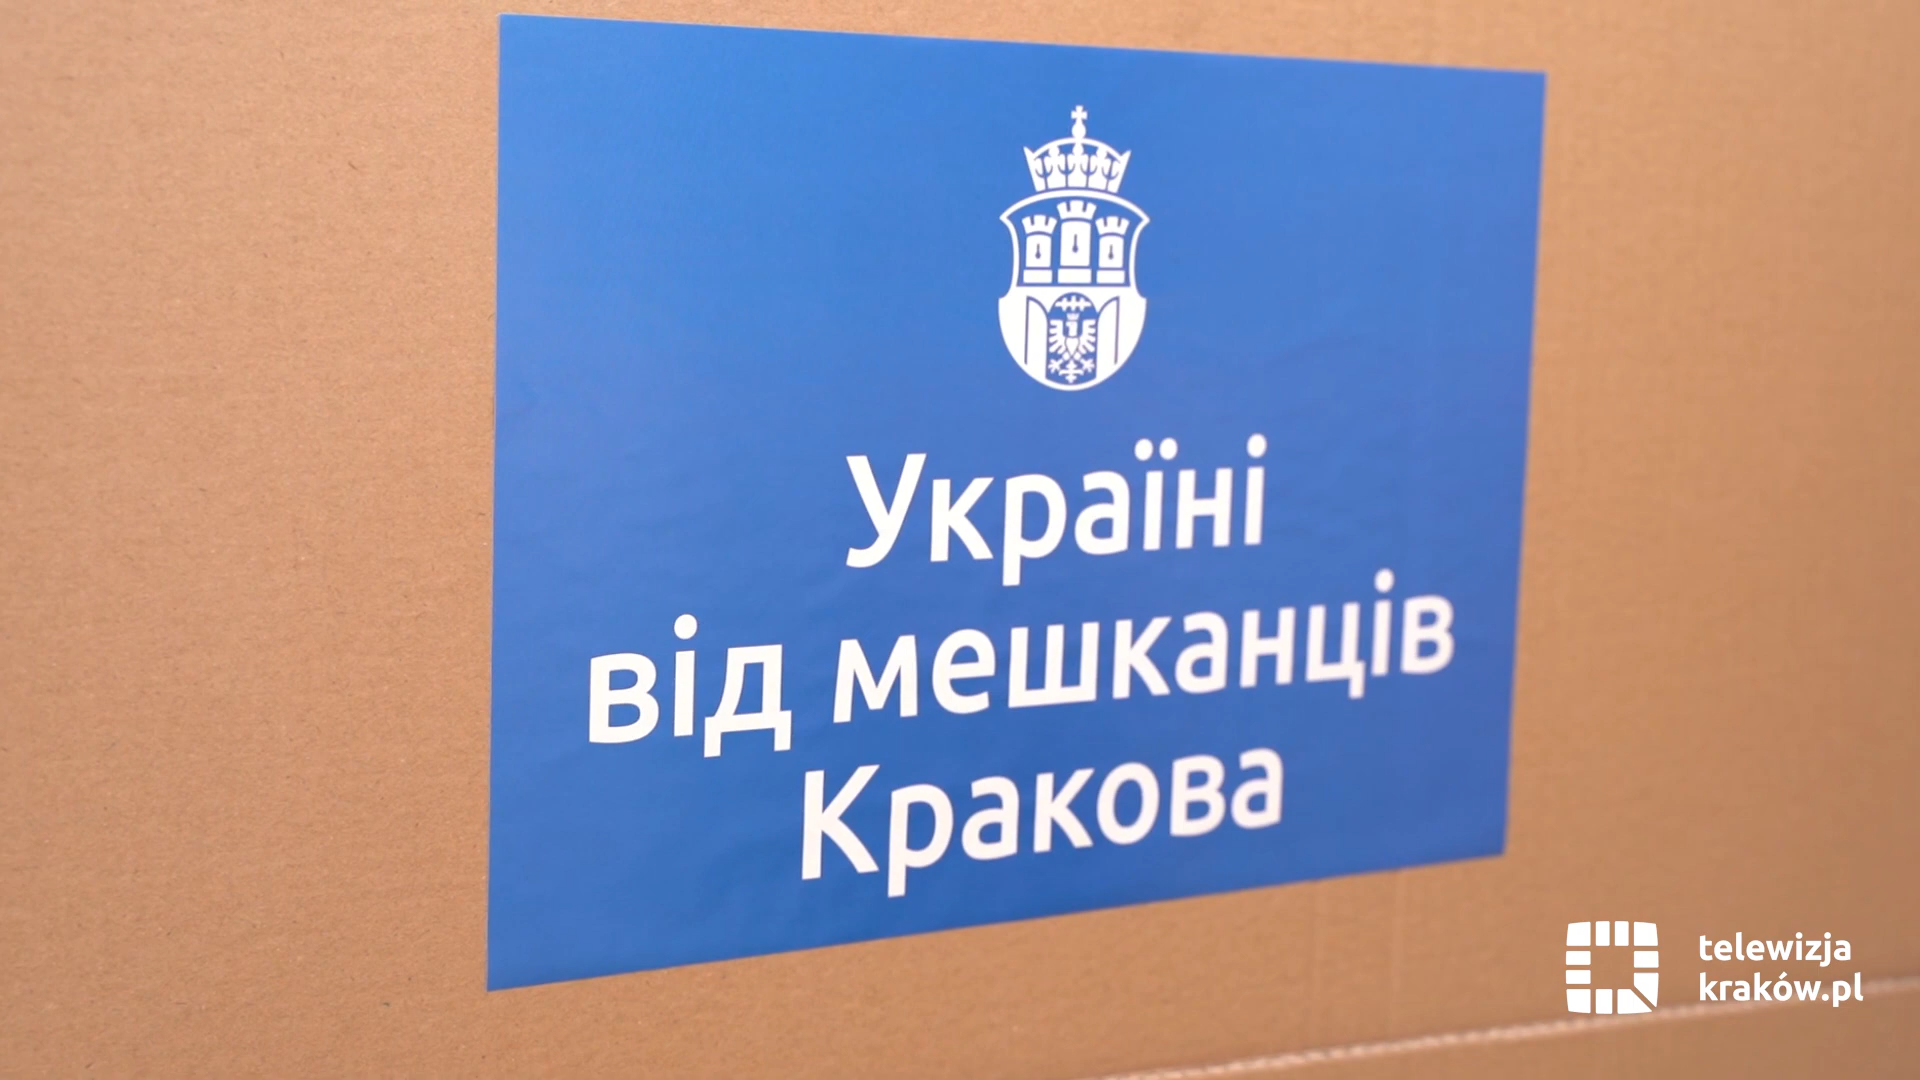 Україні
від мешканців
Кракова
telewizja
kraków.pl